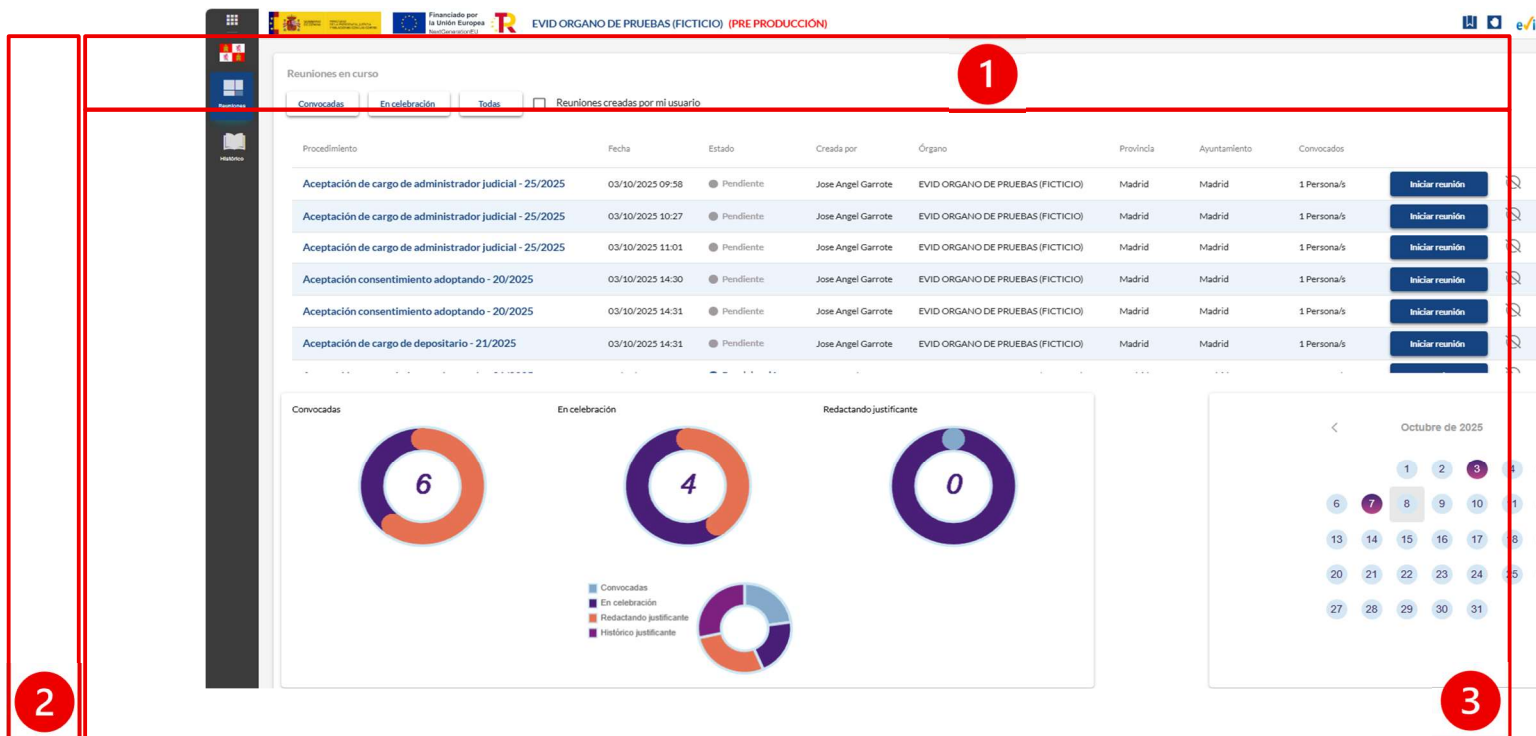 Financiado por
la Unión Europea
NextGenerationEU
EVID ORGANO DE PRUEBAS (FICTICIO) (PRE PRODUCCIÓN)
1
Reuniones en curso
Reuniones
Convocadas En celebración Todas Reuniones creadas por mi usuario
Histórico
Procedimiento Fecha Estado Creada por Órgano Provincia Ayuntamiento Convocados
Aceptación de cargo de administrador judicial - 25/2025 03/10/2025 09:58 Pendiente Jose Angel Garrote EVID ORGANO DE PRUEBAS (FICTICIO) Madrid Madrid 1 Persona/s Iniciar reunión
Aceptación de cargo de administrador judicial - 25/2025 03/10/2025 10:27 Pendiente Jose Angel Garrote EVID ORGANO DE PRUEBAS (FICTICIO) Madrid Madrid 1 Persona/s Iniciar reunión
Aceptación de cargo de administrador judicial - 25/2025 03/10/2025 11:01 Pendiente Jose Angel Garrote EVID ORGANO DE PRUEBAS (FICTICIO) Madrid Madrid 1 Persona/s Iniciar reunión
Aceptación consentimiento adoptando - 20/2025 03/10/2025 14:30 Pendiente Jose Angel Garrote EVID ORGANO DE PRUEBAS (FICTICIO) Madrid Madrid 1 Persona/s Iniciar reunión
Aceptación consentimiento adoptando - 20/2025 03/10/2025 14:31 Pendiente Jose Angel Garrote EVID ORGANO DE PRUEBAS (FICTICIO) Madrid Madrid 1 Persona/s Iniciar reunión
Aceptación de cargo de depositario - 21/2025 03/10/2025 14:31 Pendiente Jose Angel Garrote EVID ORGANO DE PRUEBAS (FICTICIO) Madrid Madrid 1 Persona/s Iniciar reunión
Convocadas En celebración Redactando justificante
6 4 0
Convocadas
En celebración
Redactando justificante
Histórico justificante
Octubre de 2025
1 2 3 4
6 7 8 9 10 11
13 14 15 16 17 18
20 21 22 23 24 25
27 28 29 30 31
2
3